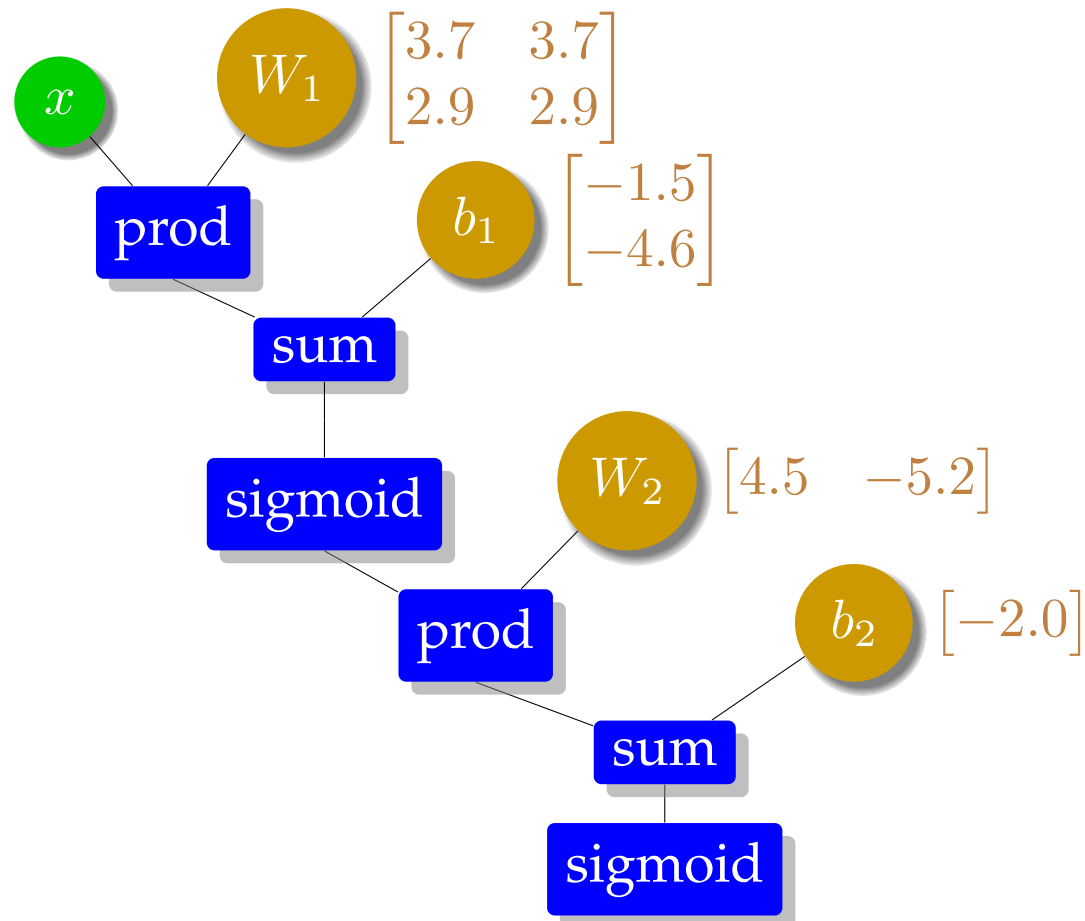 x
W₁
[3.7 3.7
2.9 2.9]
prod
b₁
[−1.5
−4.6]
sum
sigmoid
W₂
[4.5 −5.2]
prod
b₂
[−2.0]
sum
sigmoid